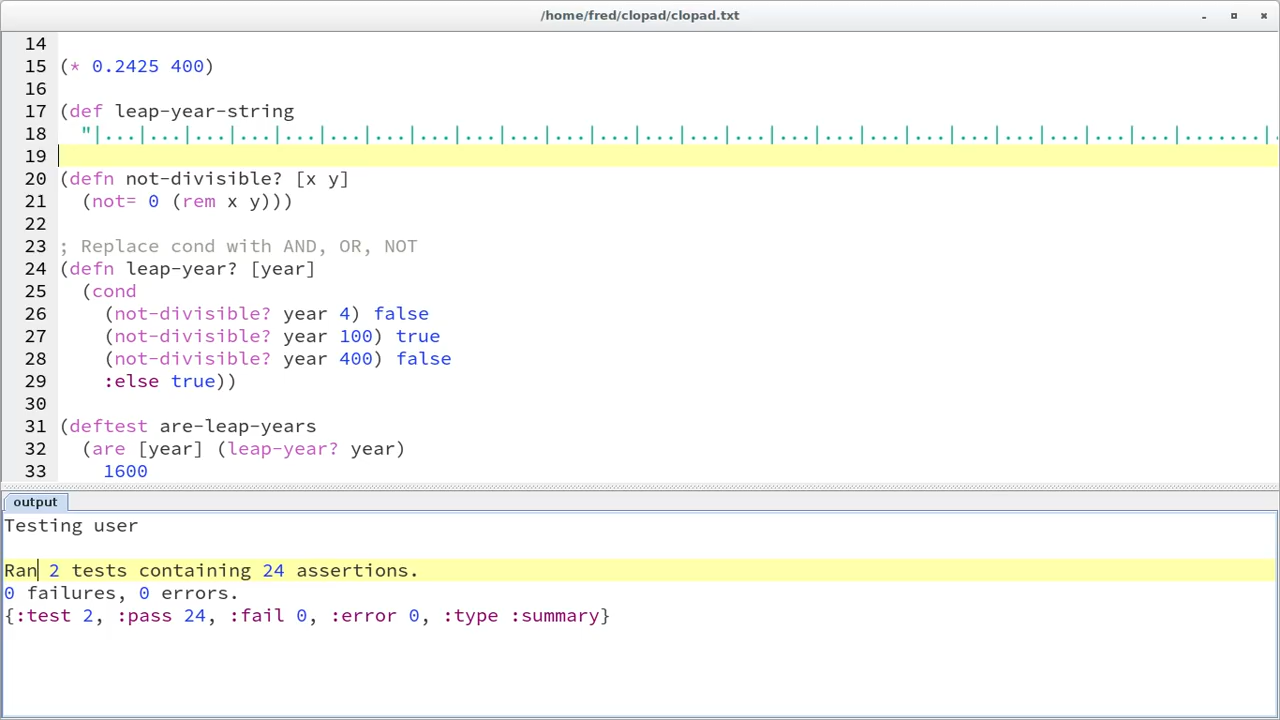 /home/fred/clopad/clopad.txt
14
15 (* 0.2425 400)
16
17 (def leap-year-string
18   "|...|...|...|...|...|...|...|...|...|...|...|...|...|...|...|...|...|...|...|...|...|...|...|...|.......|
19
20 (defn not-divisible? [x y]
21   (not= 0 (rem x y)))
22
23 ; Replace cond with AND, OR, NOT
24 (defn leap-year? [year]
25   (cond
26     (not-divisible? year 4) false
27     (not-divisible? year 100) true
28     (not-divisible? year 400) false
29     :else true))
30
31 (deftest are-leap-years
32   (are [year] (leap-year? year)
33     1600
output
Testing user
Ran 2 tests containing 24 assertions.
0 failures, 0 errors.
{:test 2, :pass 24, :fail 0, :error 0, :type :summary}